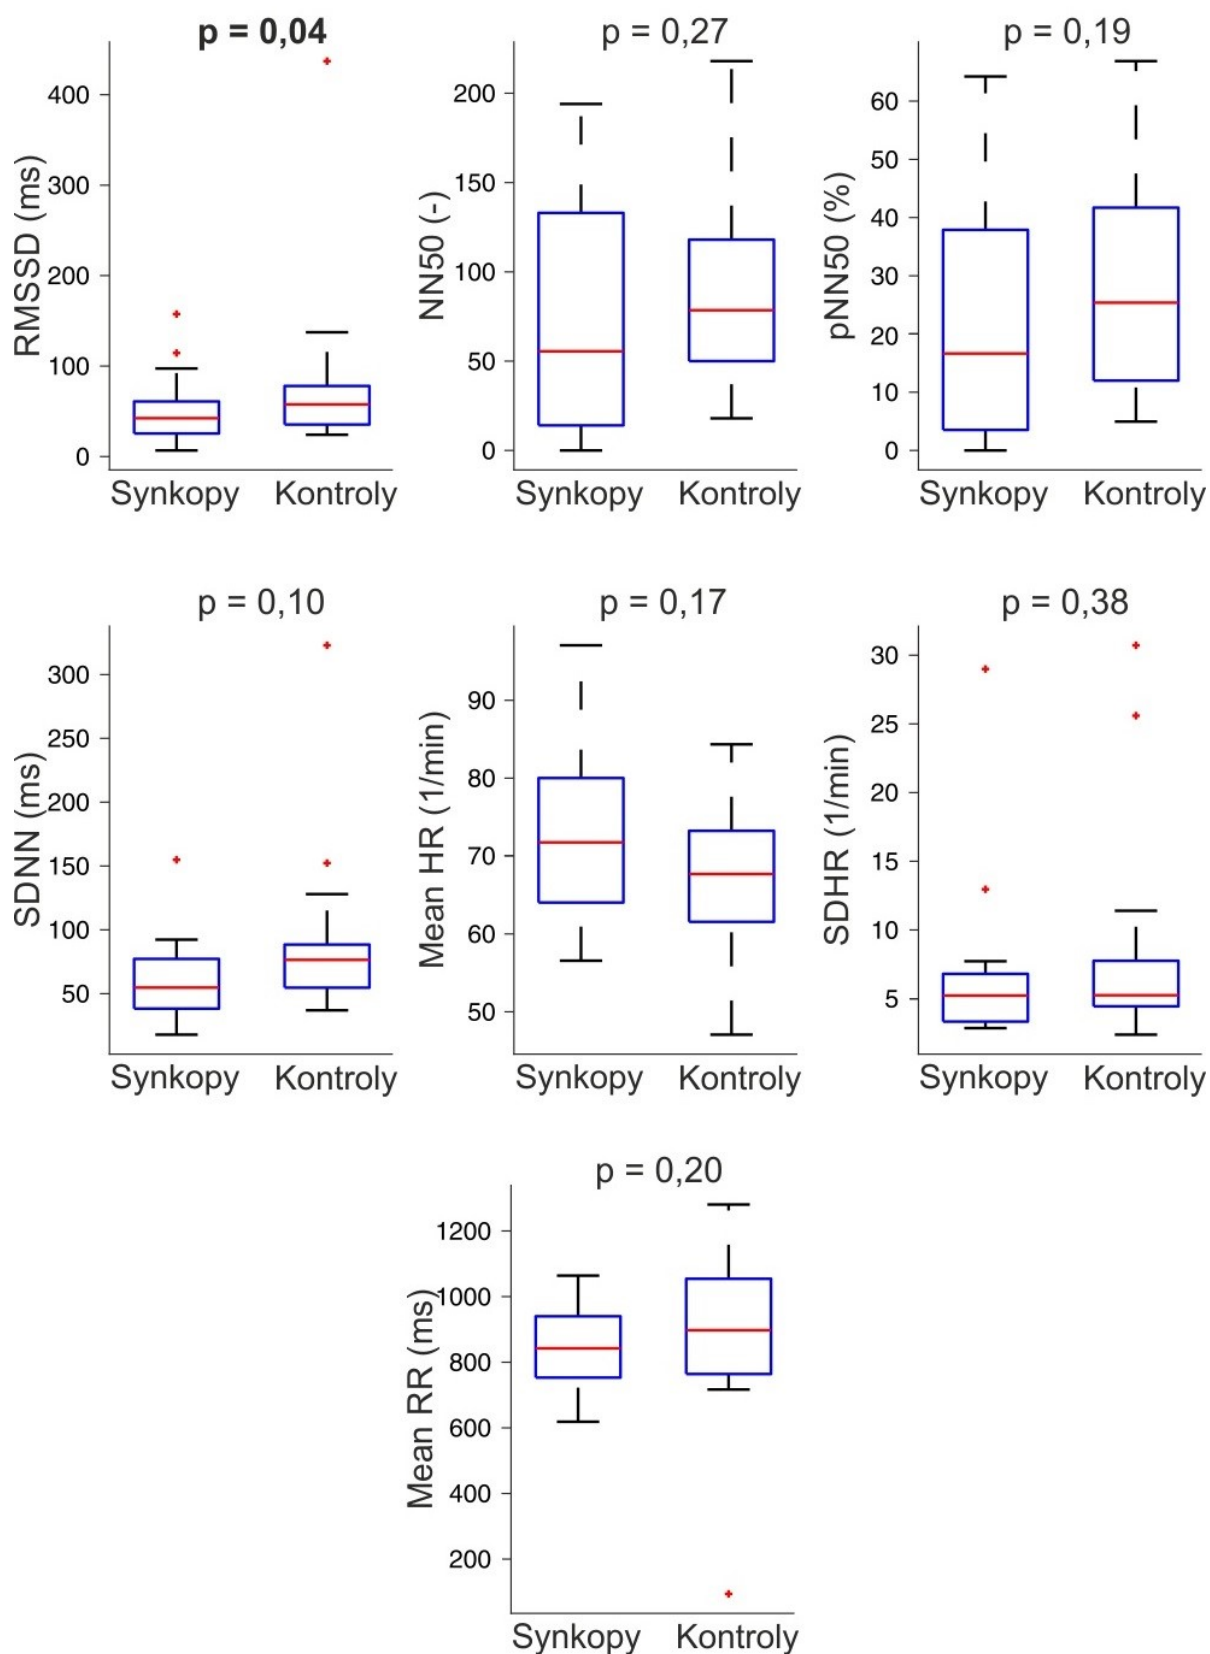 p = 0,04
RMSSD (ms)
400
300
200
100
0
Synkopy Kontroly
p = 0,27
NN50 (-)
200
150
100
50
0
Synkopy Kontroly
p = 0,19
pNN50 (%)
60
50
40
30
20
10
0
Synkopy Kontroly
p = 0,10
SDNN (ms)
300
250
200
150
100
50
Synkopy Kontroly
p = 0,17
Mean HR (1/min)
90
80
70
60
50
Synkopy Kontroly
p = 0,38
SDHR (1/min)
30
25
20
15
10
5
Synkopy Kontroly
p = 0,20
Mean RR (ms)
1200
1000
800
600
400
200
Synkopy Kontroly